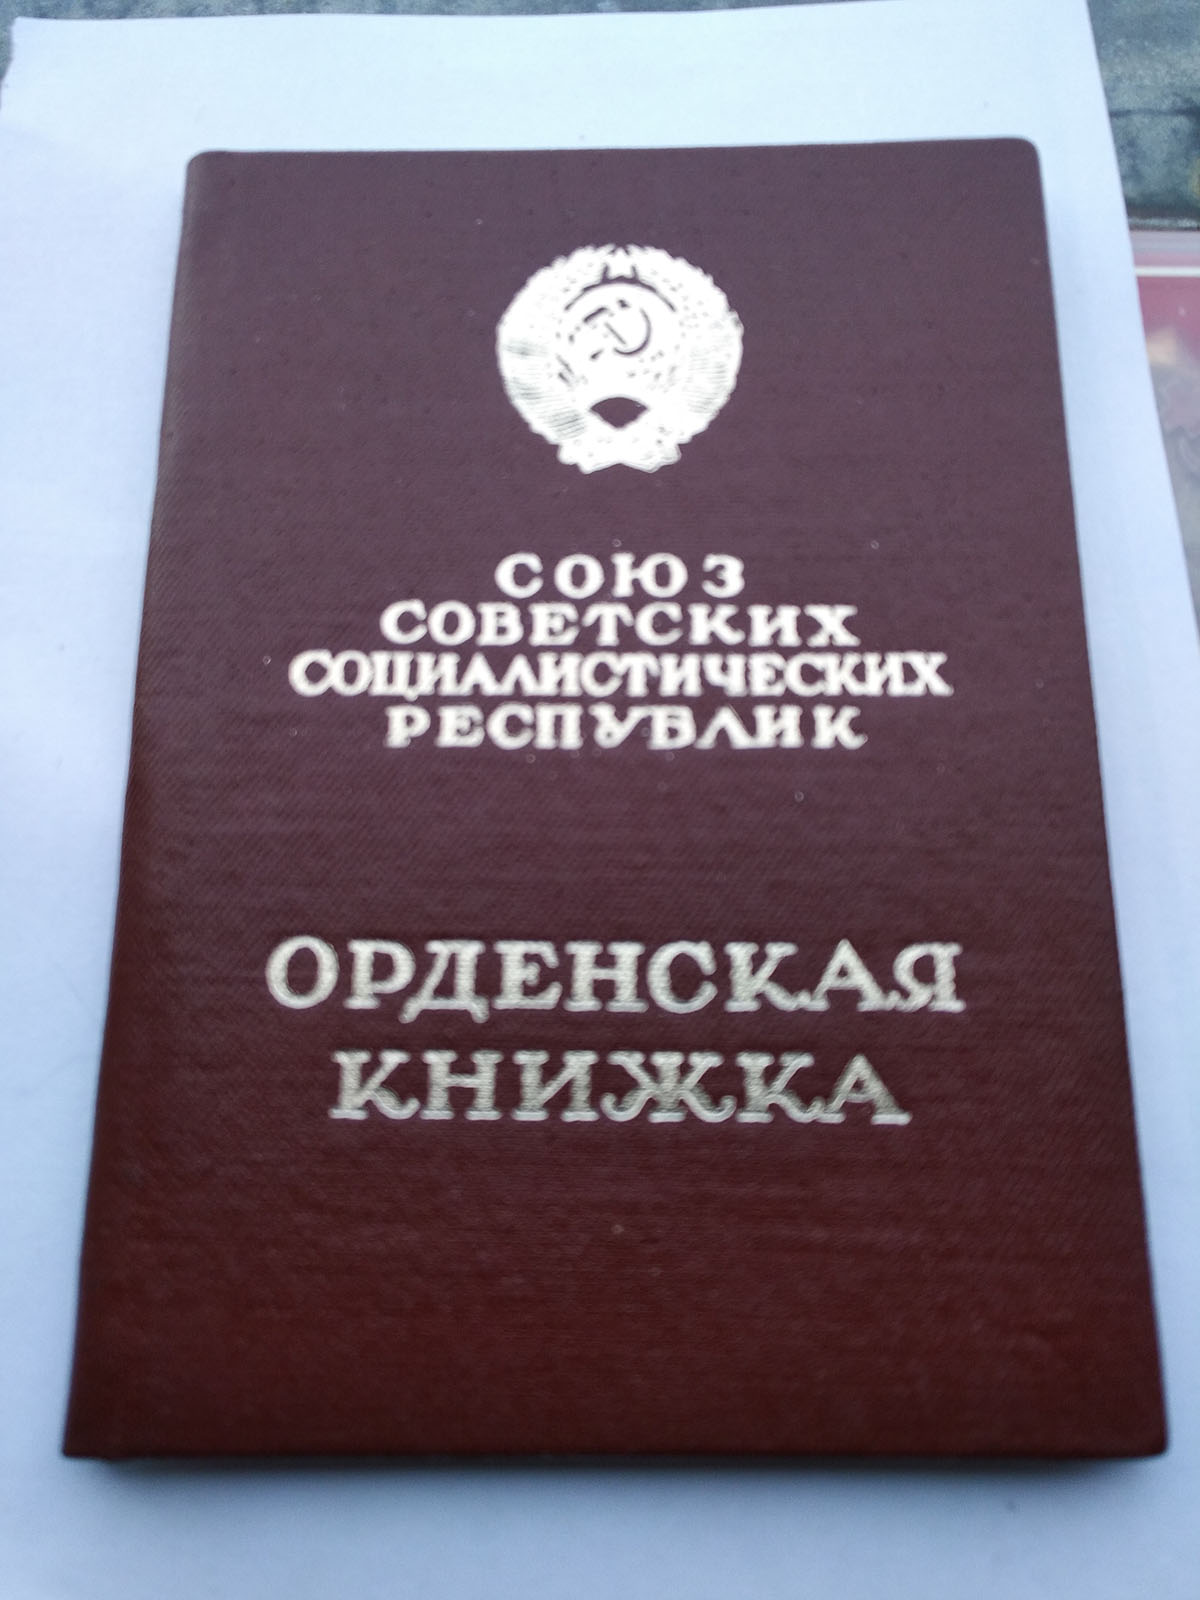 СОЮЗ
СОВЕТСКИХ
СОЦИАЛИСТИЧЕСКИХ
РЕСПУБЛИК
ОРДЕНСКАЯ
КНИЖКА